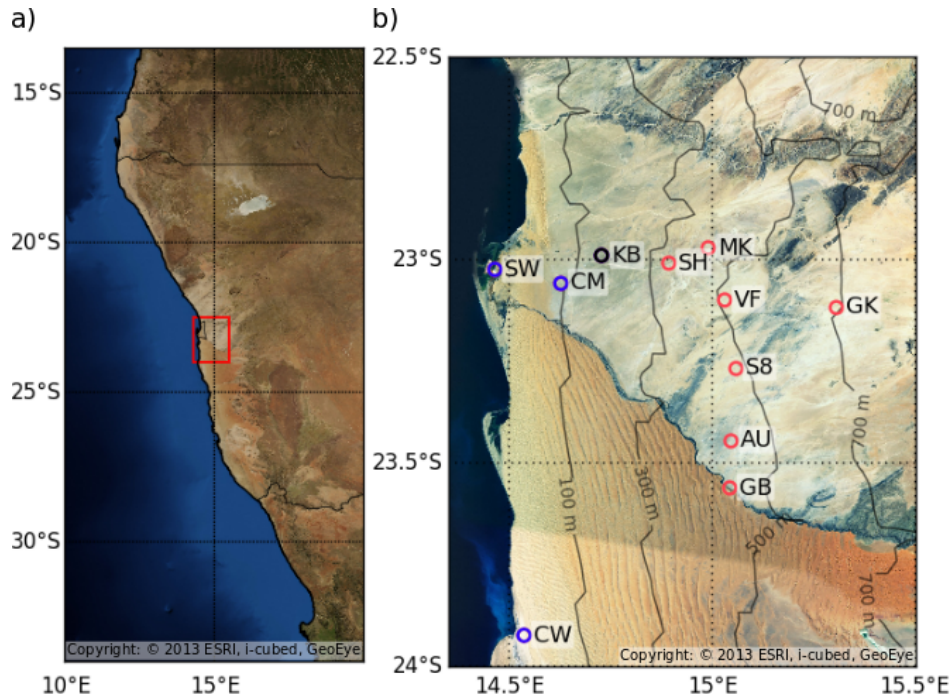 a)
b)
15°S
20°S
25°S
30°S
10°E
15°E
Copyright: © 2013 ESRI, i-cubed, GeoEye
22.5°S
23°S
23.5°S
24°S
14.5°E
15°E
15.5°E
700 m
KB
MK
SW
SH
CM
VF
GK
S8
AU
700 m
GB
100 m
300 m
500 m
700 m
CW
Copyright: © 2013 ESRI, i-cubed, GeoEye